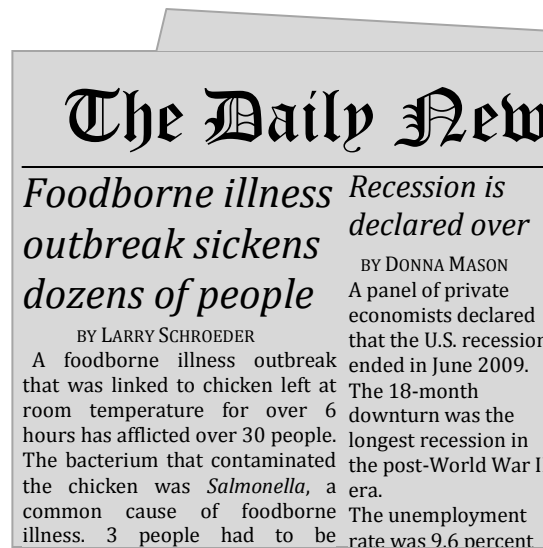 The Daily New
Foodborne illness
outbreak sickens
dozens of people
BY LARRY SCHROEDER
A foodborne illness outbreak
that was linked to chicken left at
room temperature for over 6
hours has afflicted over 30 people.
The bacterium that contaminated
the chicken was Salmonella, a
common cause of foodborne
illness. 3 people had to be
Recession is
declared over
BY DONNA MASON
A panel of private
economists declared
that the U.S. recession
ended in June 2009.
The 18-month
downturn was the
longest recession in
the post-World War I
era.
The unemployment
rate was 9.6 percent